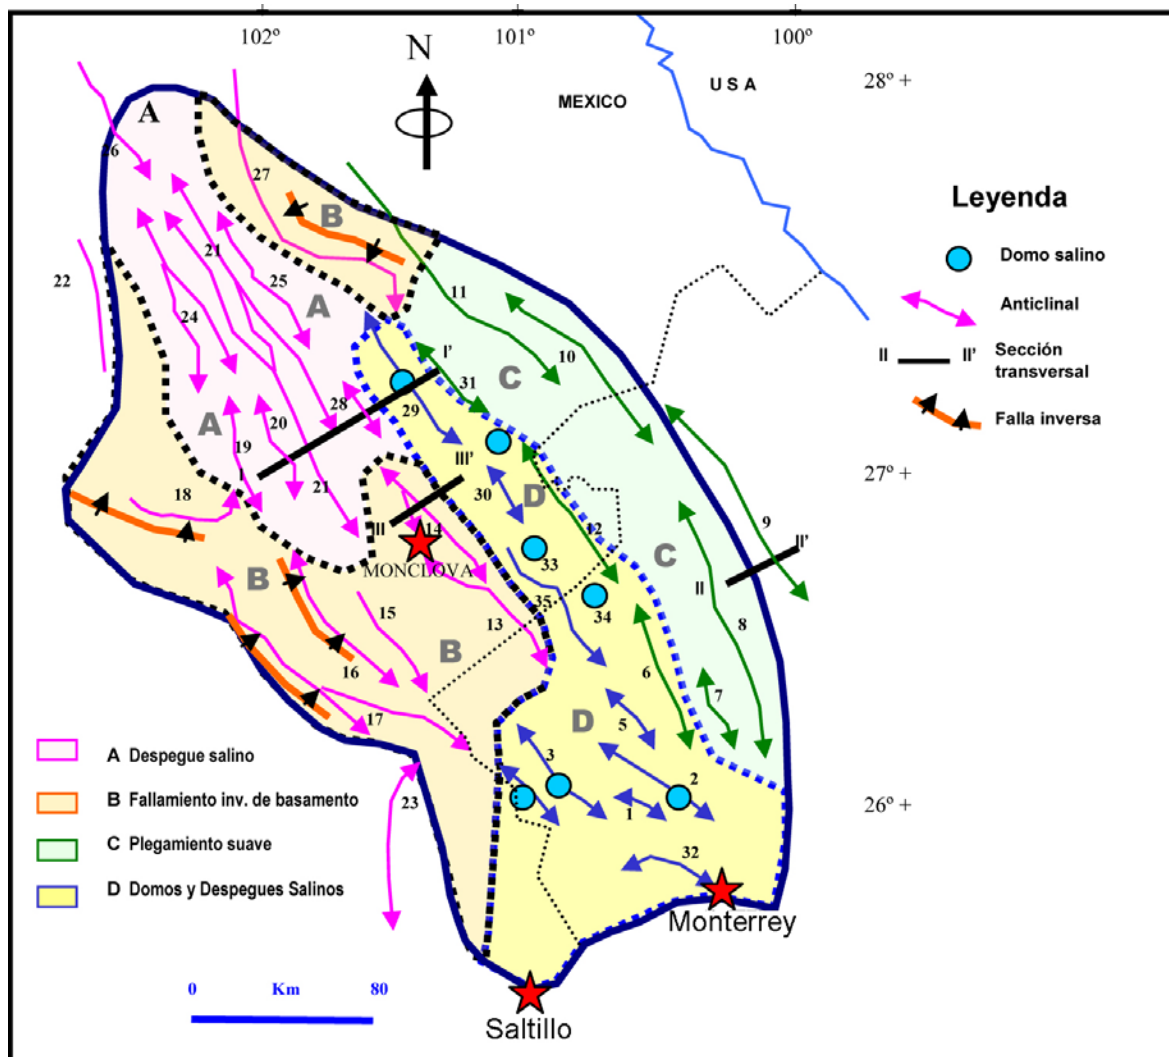 102º 101º 100º
N
28º +
U S A
MEXICO
A
26
27
B
Leyenda
Domo salino
Anticlinal
II II' Sección
transversal
Falla inversa
21
22
25
11
A
24
10
I'
C
31
28
29
A
20
19
I
III'
27º +
18
21
30
D
12
9
III
14
II'
MONCLOVA
33
C
B
II
15
35
34
13
8
B
16
6
7
17
D
5
3
2
23
1
26º +
32
A Despegue salino
B Fallamiento inv. de basamento
C Plegamiento suave
D Domos y Despegues Salinos
Monterrey
0 Km 80
Saltillo